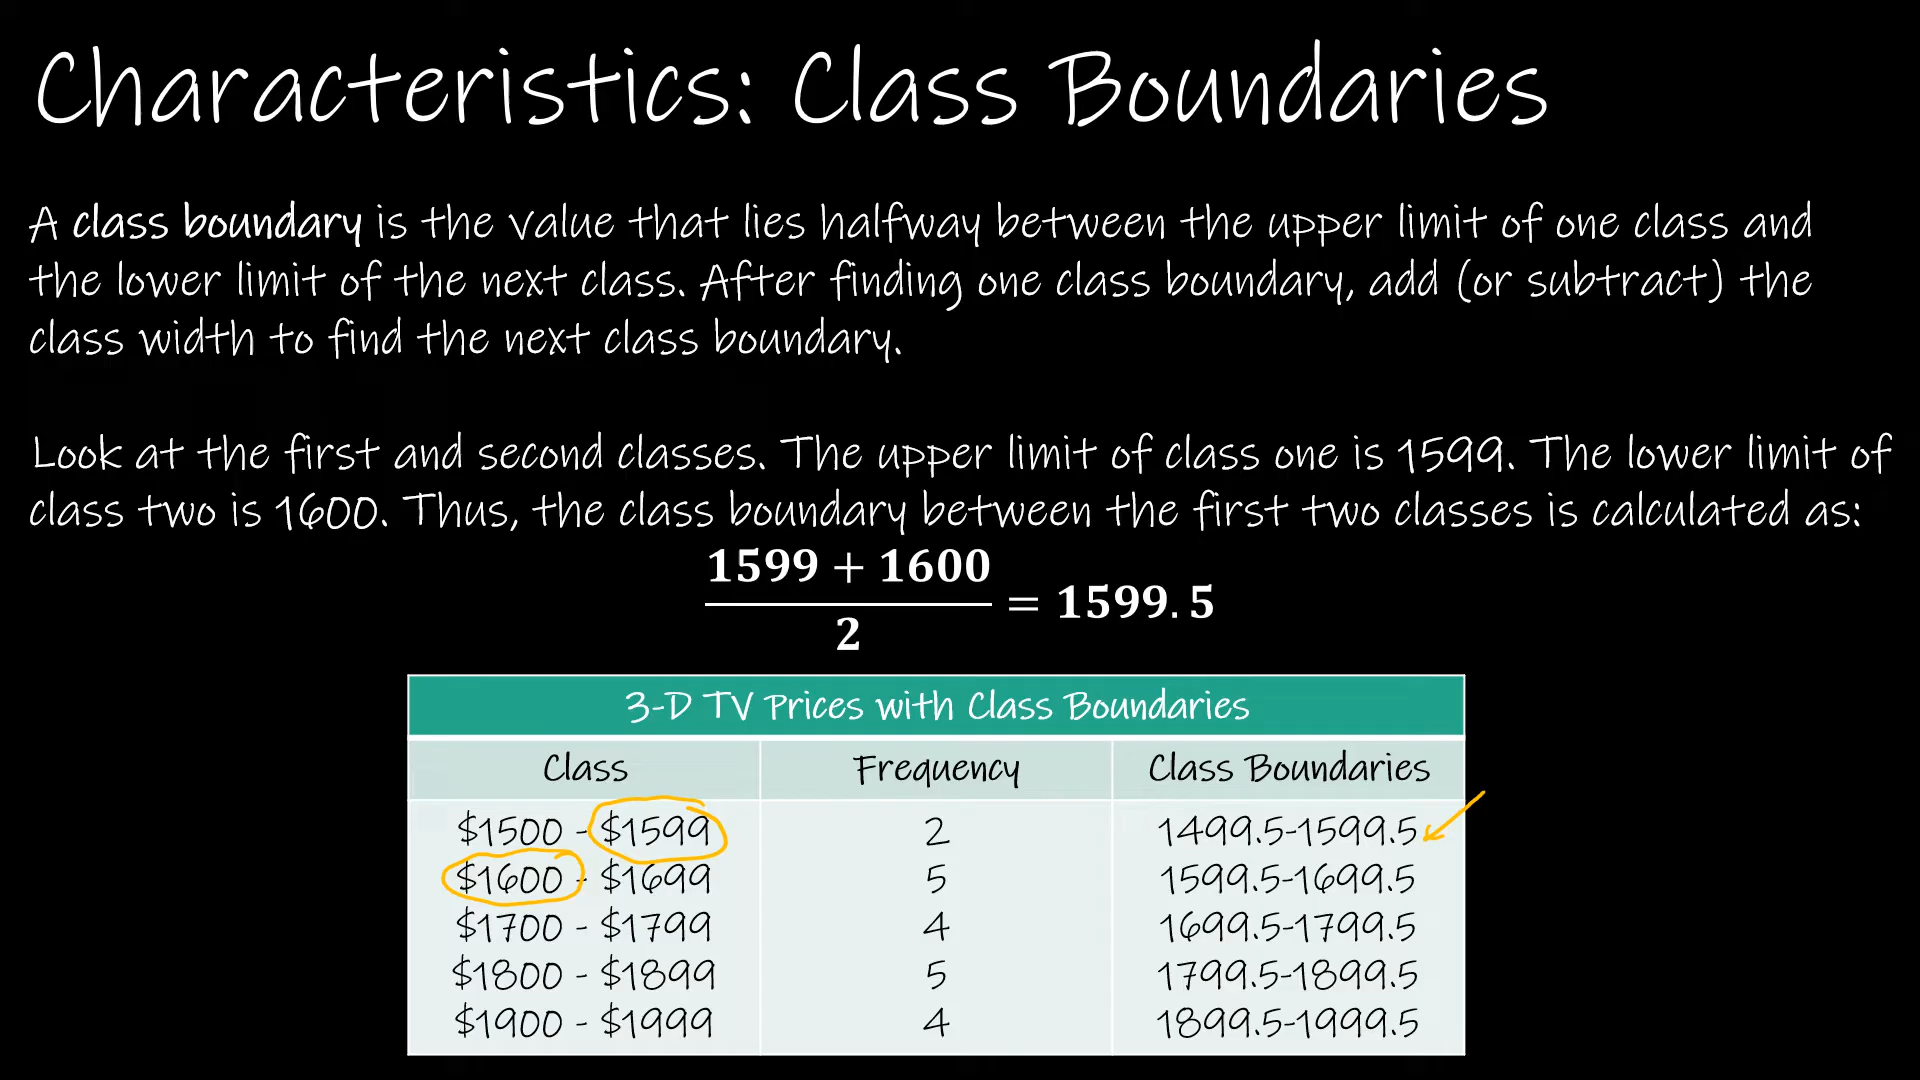 Characteristics: Class Boundaries
A class boundary is the value that lies halfway between the upper limit of one class and
the lower limit of the next class. After finding one class boundary, add (or subtract) the
class width to find the next class boundary.
Look at the first and second classes. The upper limit of class one is 1599. The lower limit of
class two is 1600. Thus, the class boundary between the first two classes is calculated as:
1599 + 1600
2
= 1599.5
3-D TV Prices with Class Boundaries
Class Frequency Class Boundaries
$1500 - $1599 2 1499.5-1599.5
$1600 - $1699 5 1599.5-1699.5
$1700 - $1799 4 1699.5-1799.5
$1800 - $1899 5 1799.5-1899.5
$1900 - $1999 4 1899.5-1999.5